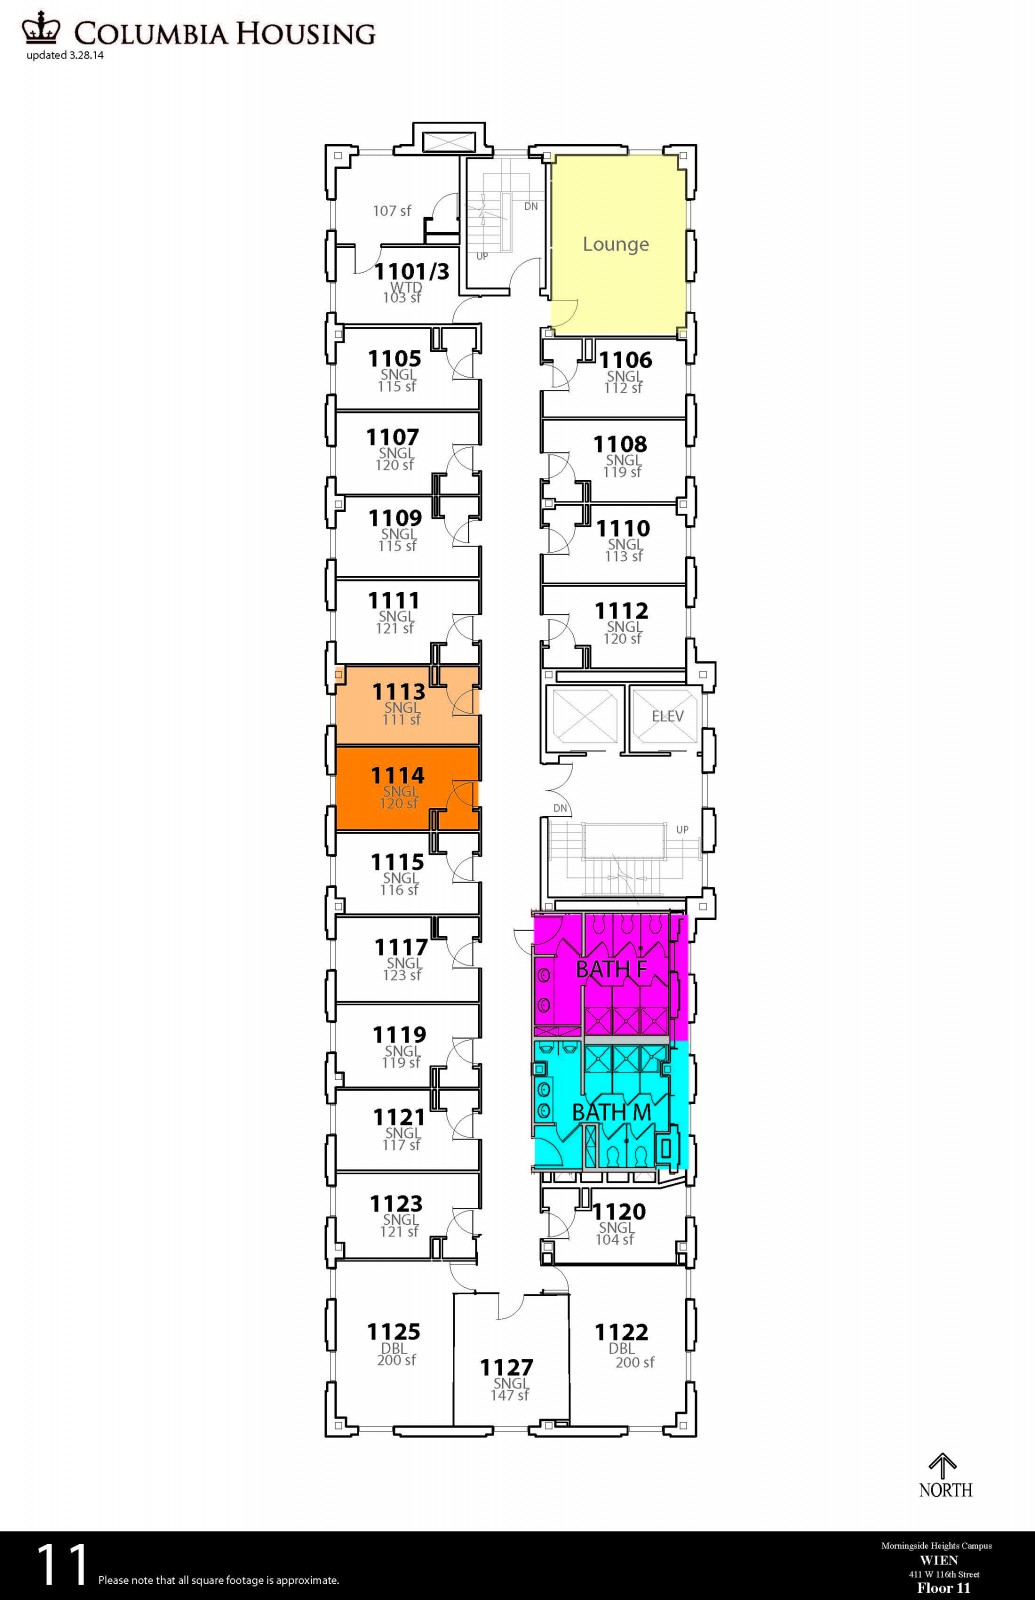 COLUMBIA HOUSING
updated 3.28.14
107 sf
DN
UP
Lounge
1101/3
WTD
103 sf
1105
SNGL
115 sf
1106
SNGL
112 sf
1107
SNGL
120 sf
1108
SNGL
119 sf
1109
SNGL
115 sf
1110
SNGL
113 sf
1111
SNGL
121 sf
1112
SNGL
120 sf
1113
SNGL
111 sf
ELEV
1114
SNGL
120 sf
DN
UP
1115
SNGL
116 sf
1117
SNGL
123 sf
BATH F
1119
SNGL
119 sf
BATH M
1121
SNGL
117 sf
1123
SNGL
121 sf
1120
SNGL
104 sf
1125
DBL
200 sf
1127
SNGL
147 sf
1122
DBL
200 sf
NORTH
11
Please note that all square footage is approximate.
Morningside Heights Campus
WIEN
411 W 116th Street
Floor 11